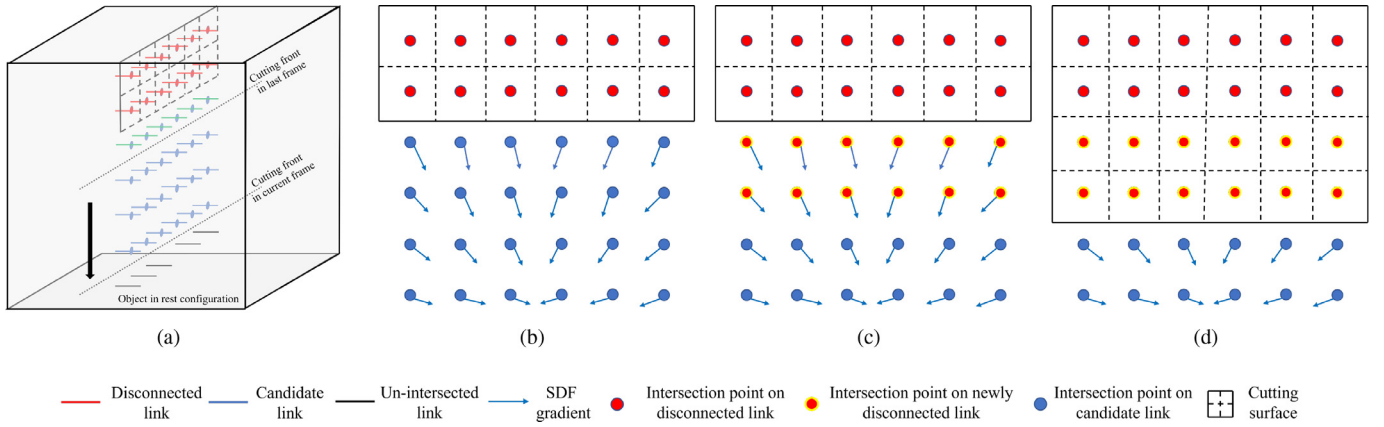 Cutting front
in last frame
Cutting front
in current frame
Object in rest configuration
(a)
(b)
(c)
(d)
Disconnected
link
Candidate
link
Un-intersected
link
SDF
gradient
Intersection point on
disconnected link
Intersection point on newly
disconnected link
Intersection point on
candidate link
Cutting
surface